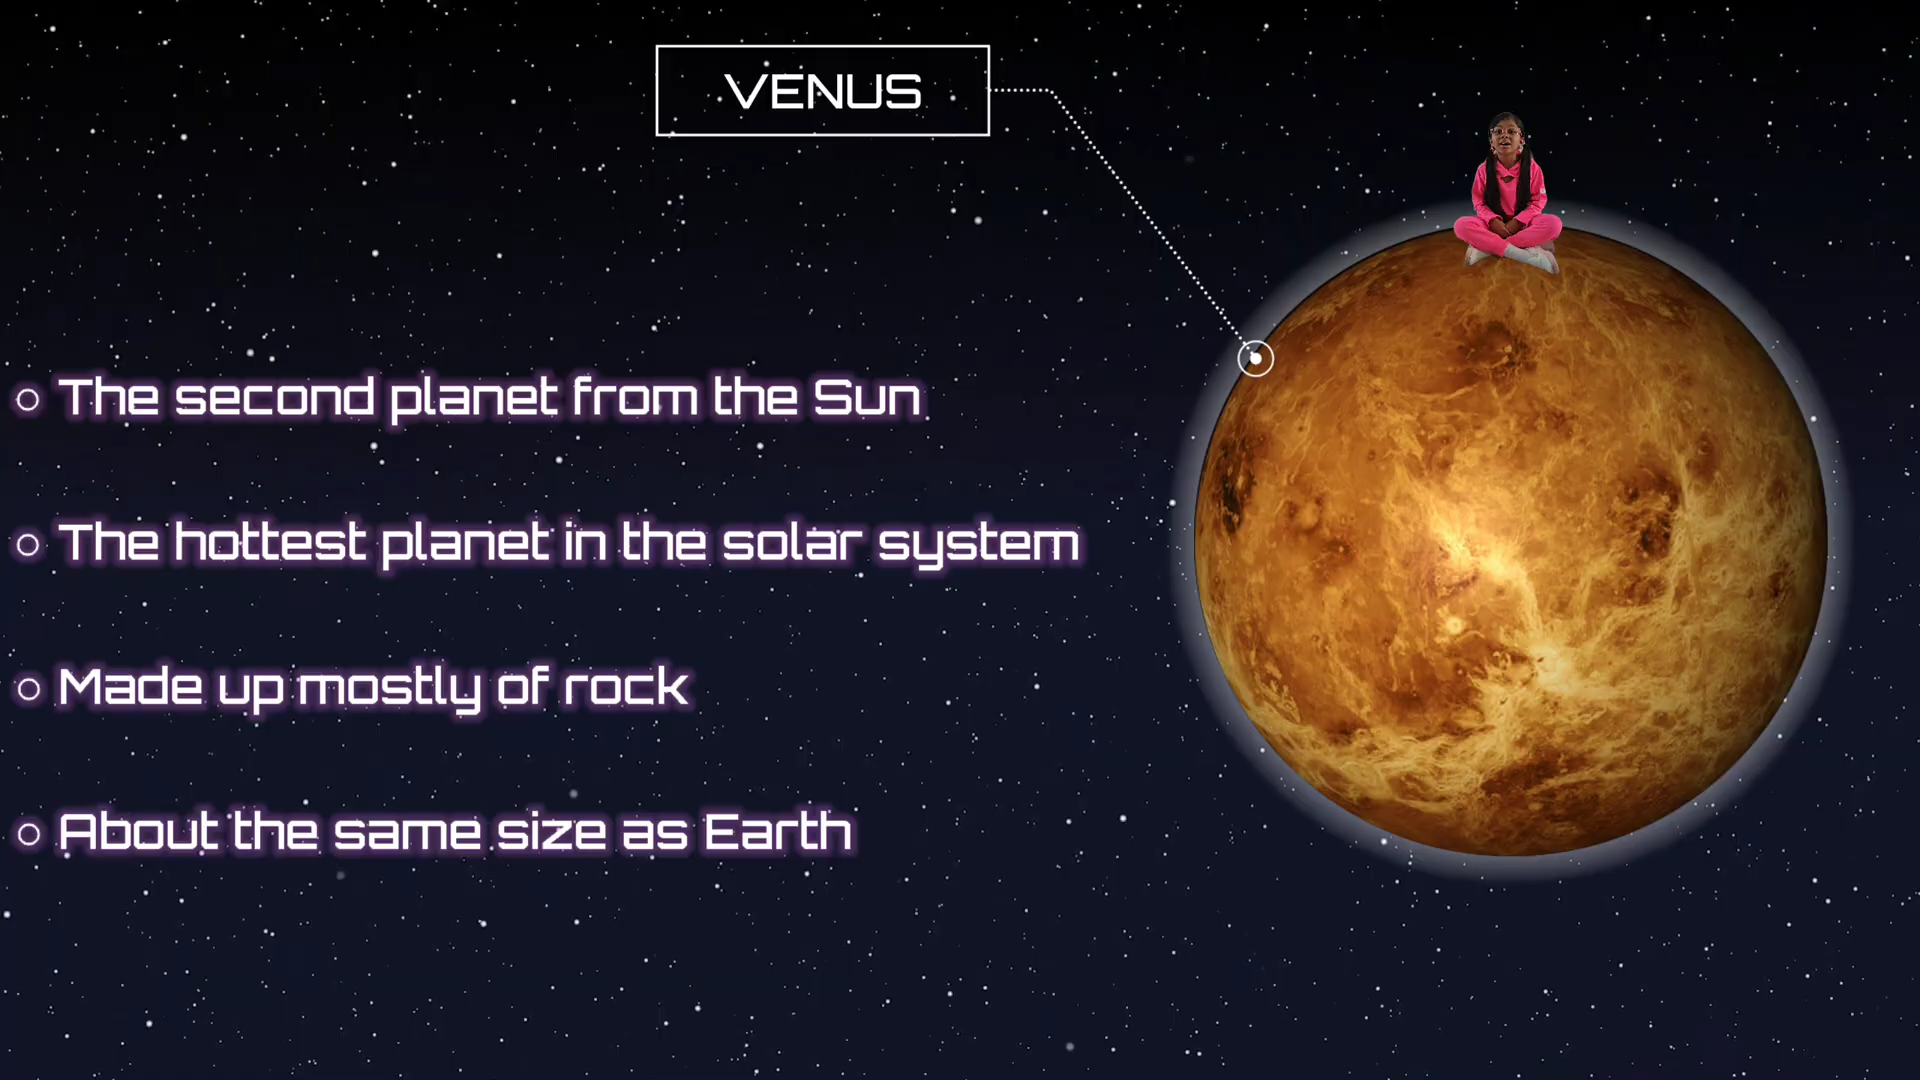 VENUS
The second planet from the Sun
The hottest planet in the solar system
Made up mostly of rock
About the same size as Earth